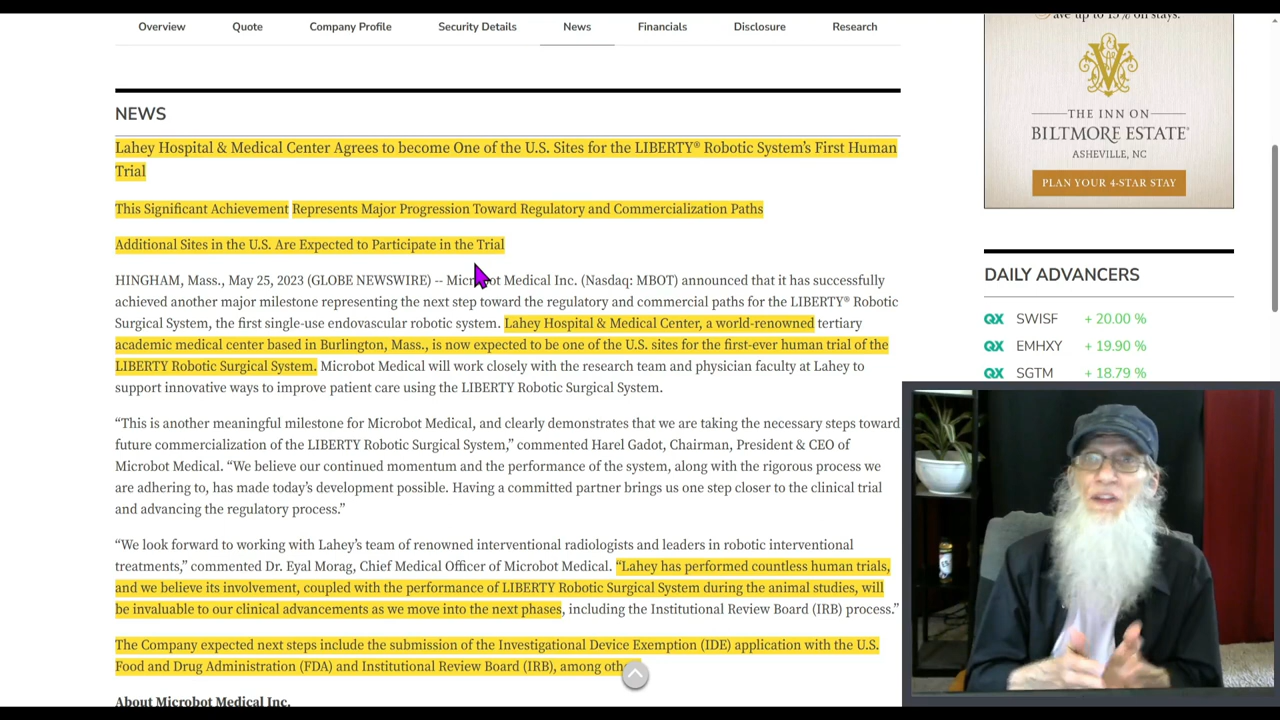 Overview Quote Company Profile Security Details News Financials Disclosure Research
NEWS
Lahey Hospital & Medical Center Agrees to become One of the U.S. Sites for the LIBERTY® Robotic System’s First Human
Trial
This Significant Achievement Represents Major Progression Toward Regulatory and Commercialization Paths
Additional Sites in the U.S. Are Expected to Participate in the Trial
HINGHAM, Mass., May 25, 2023 (GLOBE NEWSWIRE) -- Microbot Medical Inc. (Nasdaq: MBOT) announced that it has successfully
achieved another major milestone representing the next step toward the regulatory and commercial paths for the LIBERTY® Robotic
Surgical System, the first single-use endovascular robotic system. Lahey Hospital & Medical Center, a world-renowned tertiary
academic medical center based in Burlington, Mass., is now expected to be one of the U.S. sites for the first-ever human trial of the
LIBERTY Robotic Surgical System. Microbot Medical will work closely with the research team and physician faculty at Lahey to
support innovative ways to improve patient care using the LIBERTY Robotic Surgical System.
“This is another meaningful milestone for Microbot Medical, and clearly demonstrates that we are taking the necessary steps toward
future commercialization of the LIBERTY Robotic Surgical System,” commented Harel Gadot, Chairman, President & CEO of
Microbot Medical. “We believe our continued momentum and the performance of the system, along with the rigorous process we
are adhering to, has made today’s development possible. Having a committed partner brings us one step closer to the clinical trial
and advancing the regulatory process.”
“We look forward to working with Lahey’s team of renowned interventional radiologists and leaders in robotic interventional
treatments,” commented Dr. Eyal Morag, Chief Medical Officer of Microbot Medical. “Lahey has performed countless human trials,
and we believe its involvement, coupled with the performance of LIBERTY Robotic Surgical System during the animal studies, will
be invaluable to our clinical advancements as we move into the next phases, including the Institutional Review Board (IRB) process.”
The Company expected next steps include the submission of the Investigational Device Exemption (IDE) application with the U.S.
Food and Drug Administration (FDA) and Institutional Review Board (IRB), among
About Microbot Medical Inc.
up to 15% on stays.
THE INN ON
BILTMORE ESTATE®
ASHEVILLE, NC
PLAN YOUR 4-STAR STAY
DAILY ADVANCERS
QX SWISF + 20.00 %
QX EMHXY + 19.90 %
QX SGTM + 18.79 %